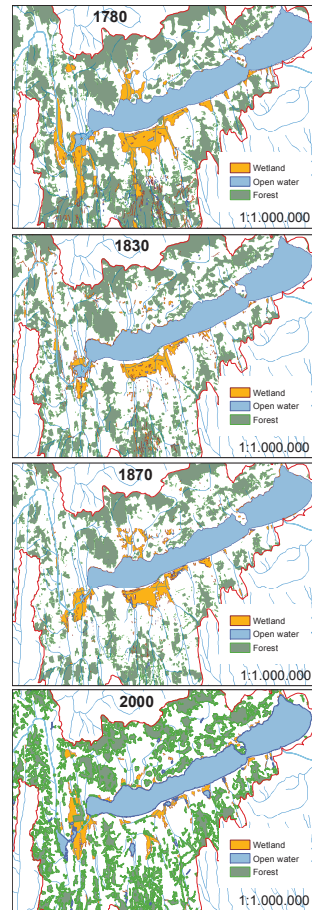 1780
Wetland
Open water
Forest
1:1.000.000
1830
Wetland
Open water
Forest
1:1.000.000
1870
Wetland
Open water
Forest
1:1.000.000
2000
Wetland
Open water
Forest
1:1.000.000